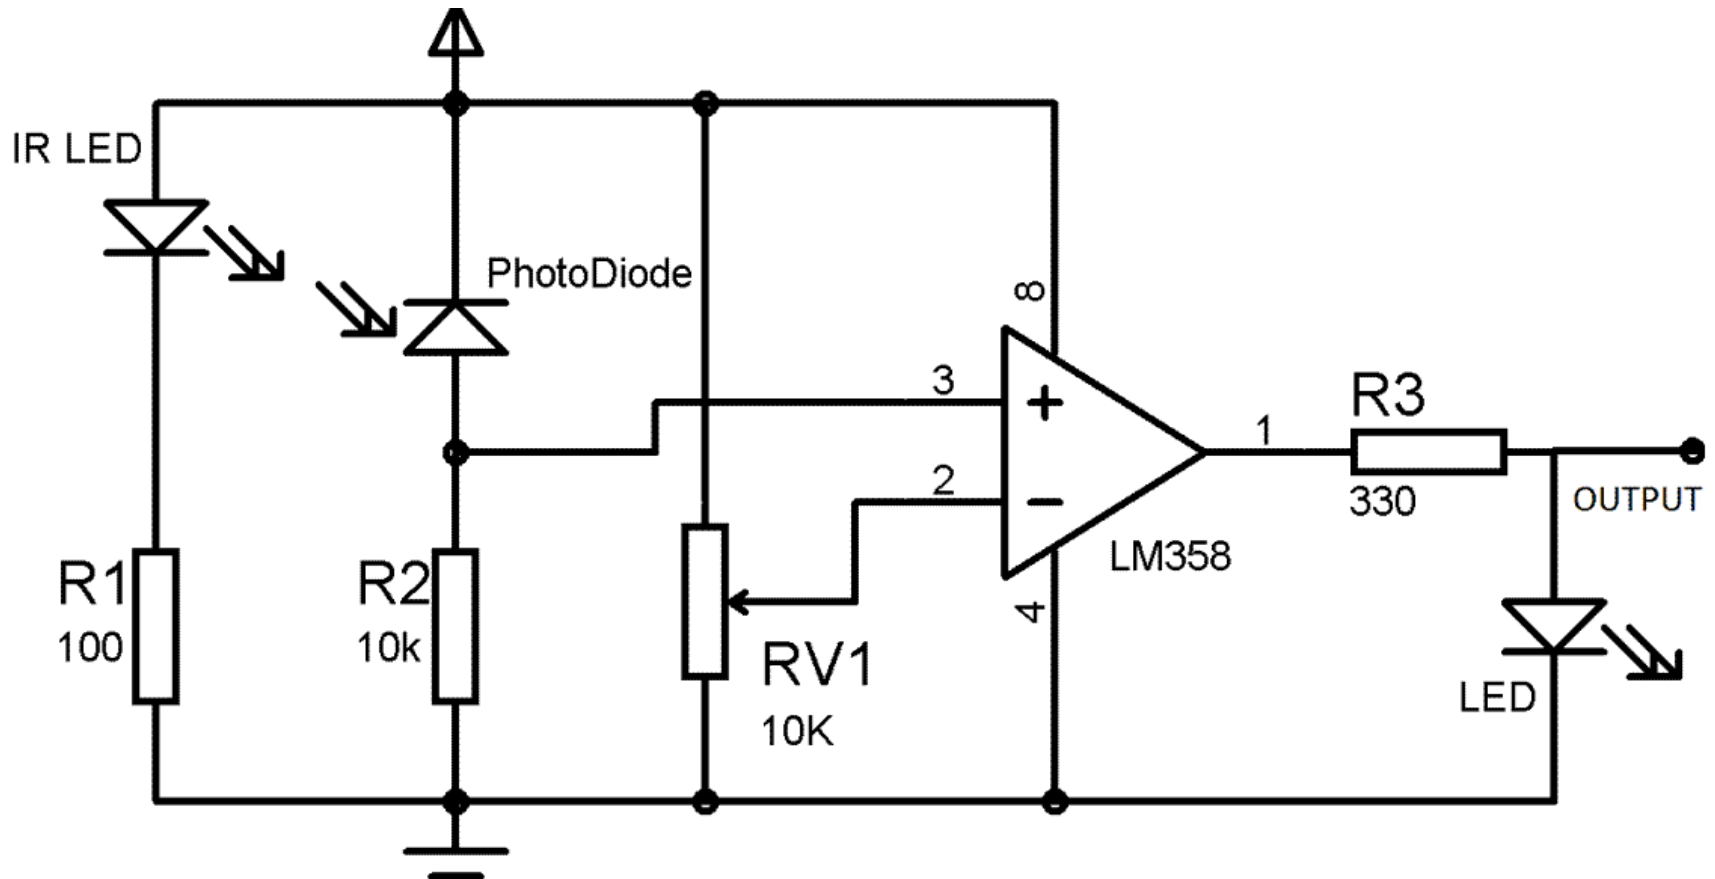 IR LED
PhotoDiode
8
3
+
R3
1
2
−
330
OUTPUT
LM358
R1
R2
4
100
10k
RV1
LED
10K